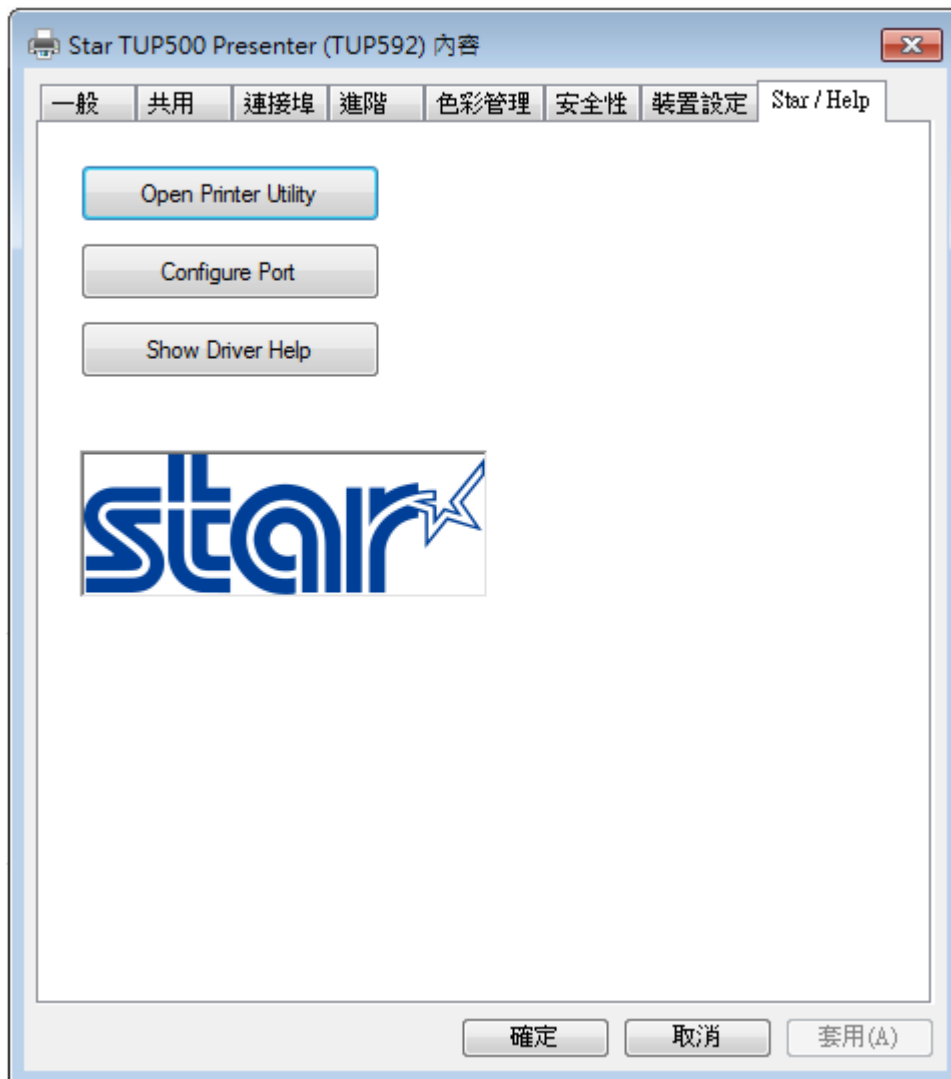 Star TUP500 Presenter (TUP592) 內容
一般 共用 連接埠 進階 色彩管理 安全性 裝置設定 Star / Help
Open Printer Utility
Configure Port
Show Driver Help
star
確定 取消 套用(A)